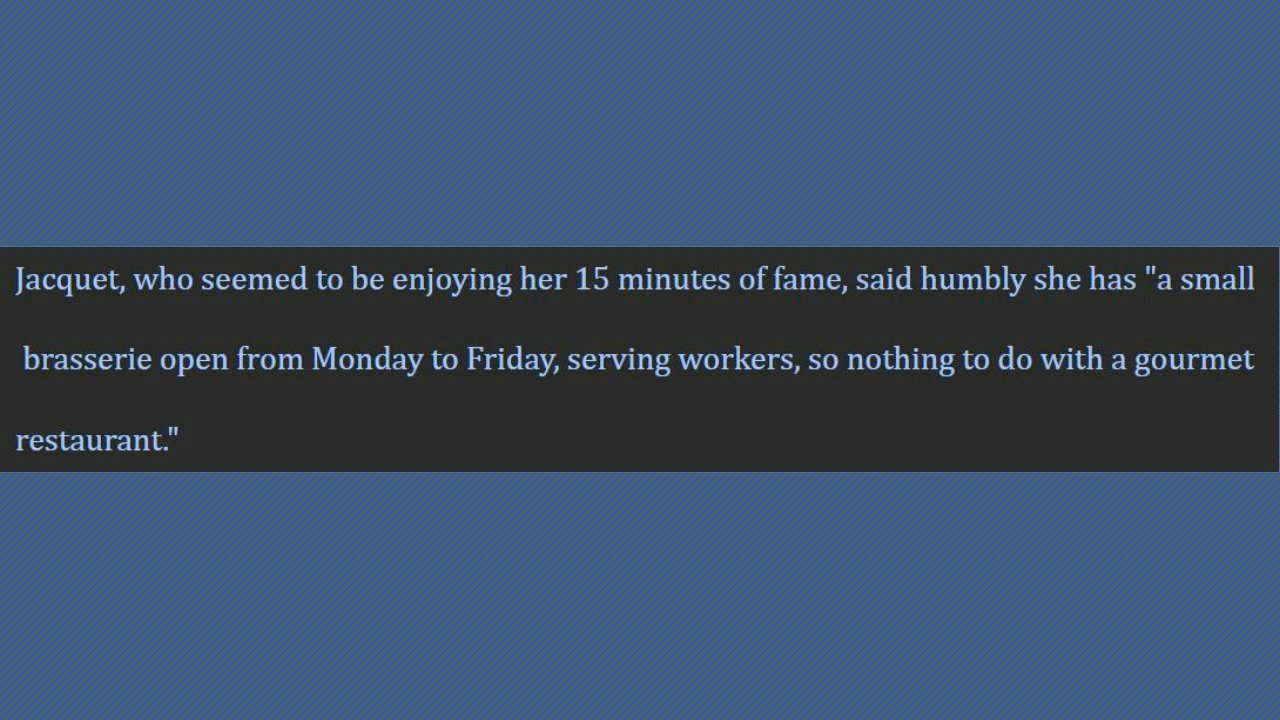 Jacquet, who seemed to be enjoying her 15 minutes of fame, said humbly she has "a small
brasserie open from Monday to Friday, serving workers, so nothing to do with a gourmet
restaurant."